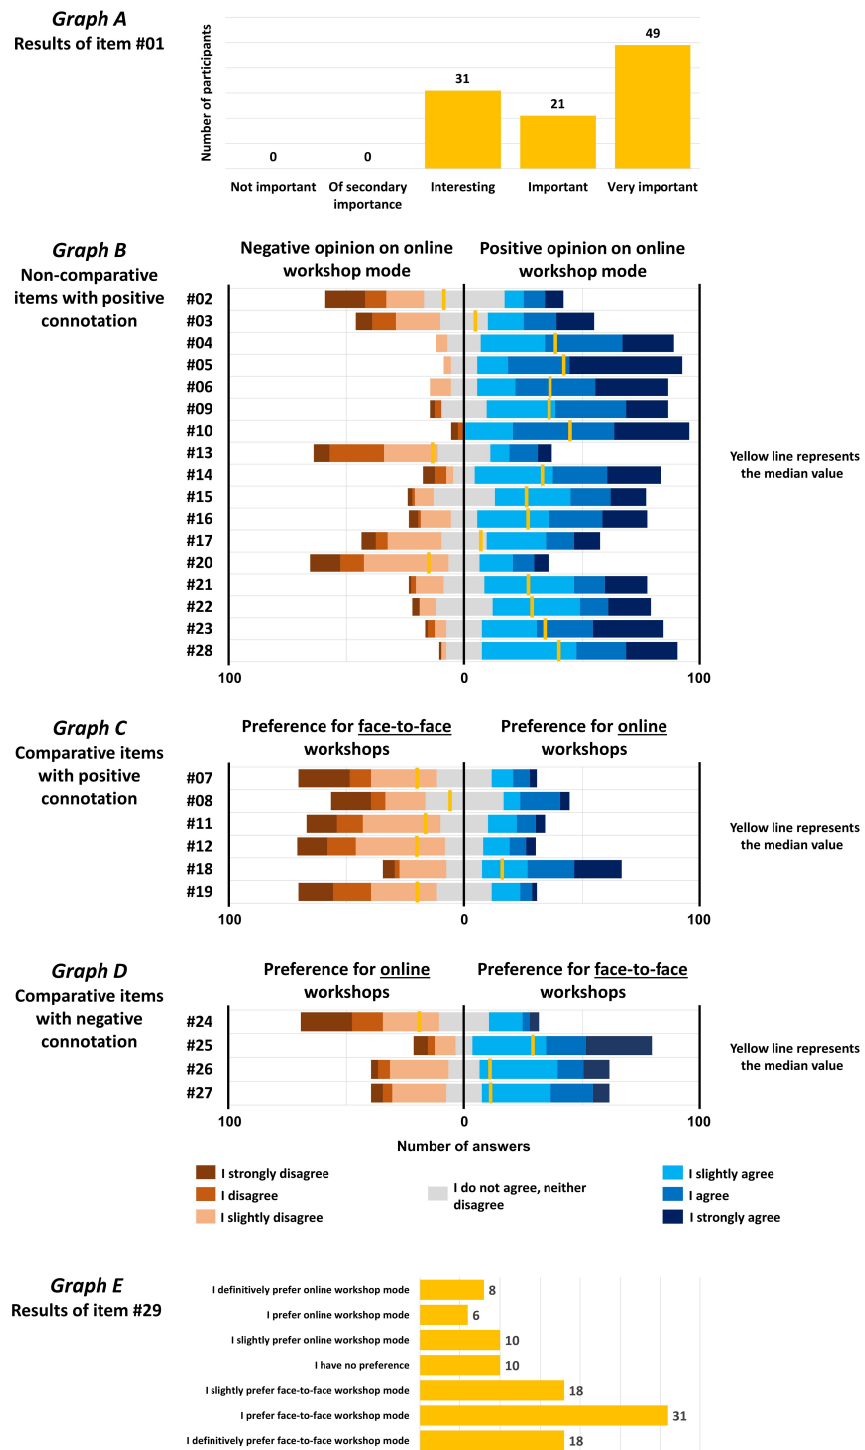 Graph A
Results of item #01
Number of participants
49
31
21
0
0
Not important
Of secondary
importance
Interesting
Important
Very important
Graph B
Non-comparative
items with positive
connotation
Negative opinion on online
workshop mode
Positive opinion on online
workshop mode
#02
#03
#04
#05
#06
#09
#10
#13
#14
#15
#16
#17
#20
#21
#22
#23
#28
Yellow line represents
the median value
100
0
100
Graph C
Comparative items
with positive
connotation
Preference for face-to-face
workshops
Preference for online
workshops
#07
#08
#11
#12
#18
#19
Yellow line represents
the median value
100
0
100
Graph D
Comparative items
with negative
connotation
Preference for online
workshops
Preference for face-to-face
workshops
#24
#25
#26
#27
Yellow line represents
the median value
100
0
100
Number of answers
I strongly disagree
I disagree
I slightly disagree
I do not agree, neither
disagree
I slightly agree
I agree
I strongly agree
Graph E
Results of item #29
I definitively prefer online workshop mode
8
I prefer online workshop mode
6
I slightly prefer online workshop mode
10
I have no preference
10
I slightly prefer face-to-face workshop mode
18
I prefer face-to-face workshop mode
31
I definitively prefer face-to-face workshop mode
18